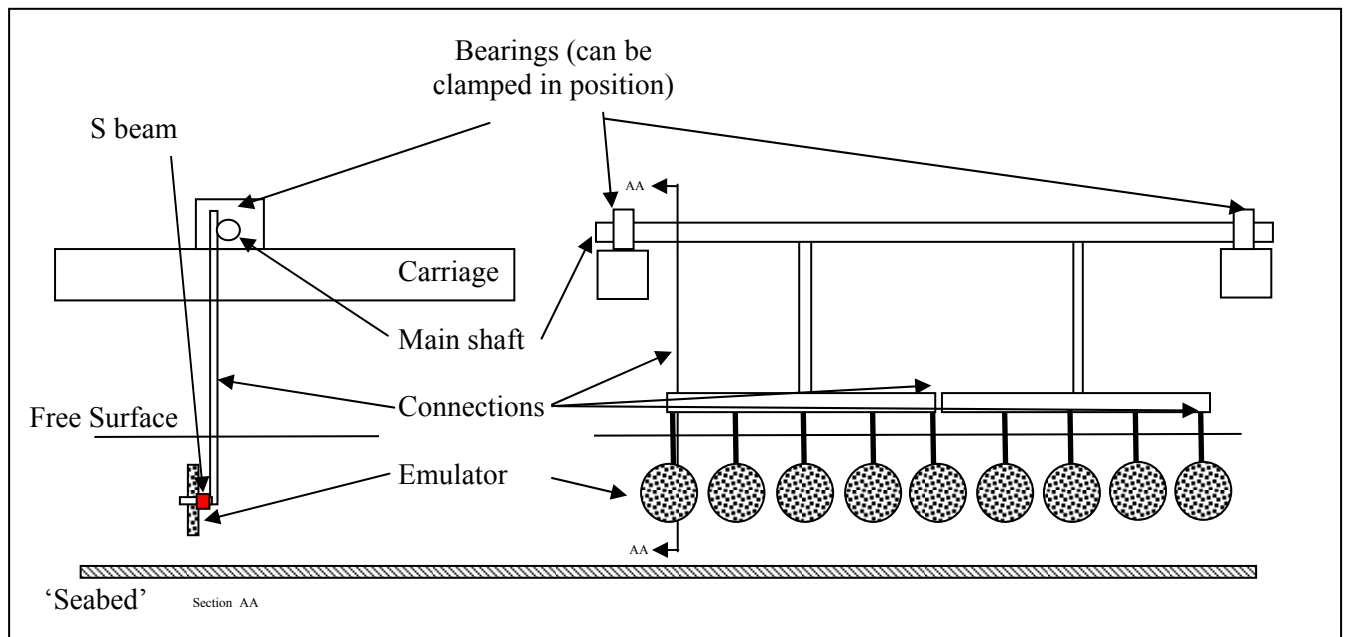 Bearings (can be
clamped in position)
S beam
AA
Carriage
Main shaft
Connections
Free Surface
Emulator
AA
‘Seabed’
Section AA